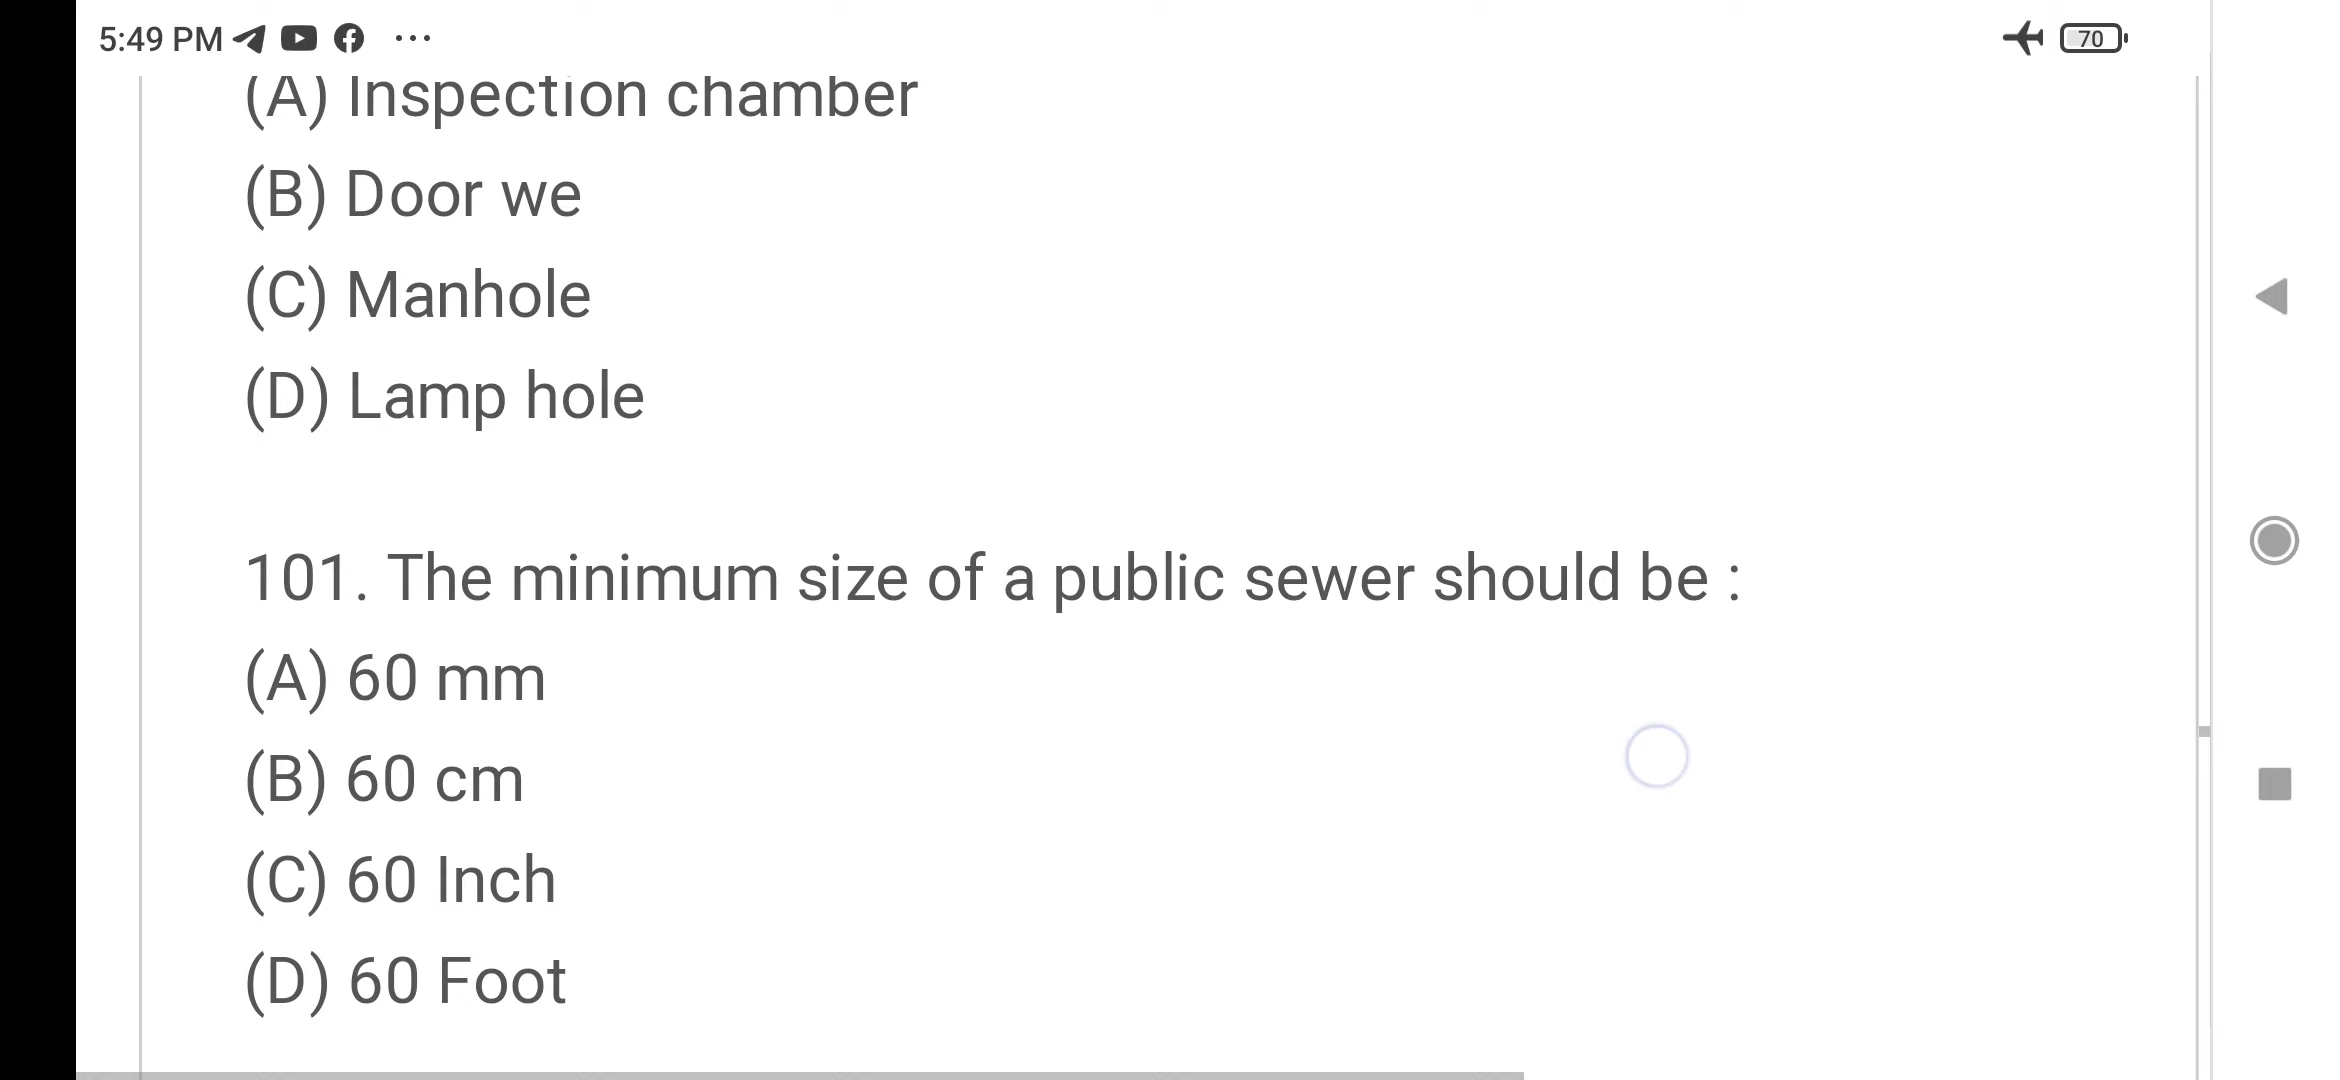 5:49 PM ... 70
(A) Inspection chamber
(B) Door we
(C) Manhole
(D) Lamp hole
101. The minimum size of a public sewer should be :
(A) 60 mm
(B) 60 cm
(C) 60 Inch
(D) 60 Foot